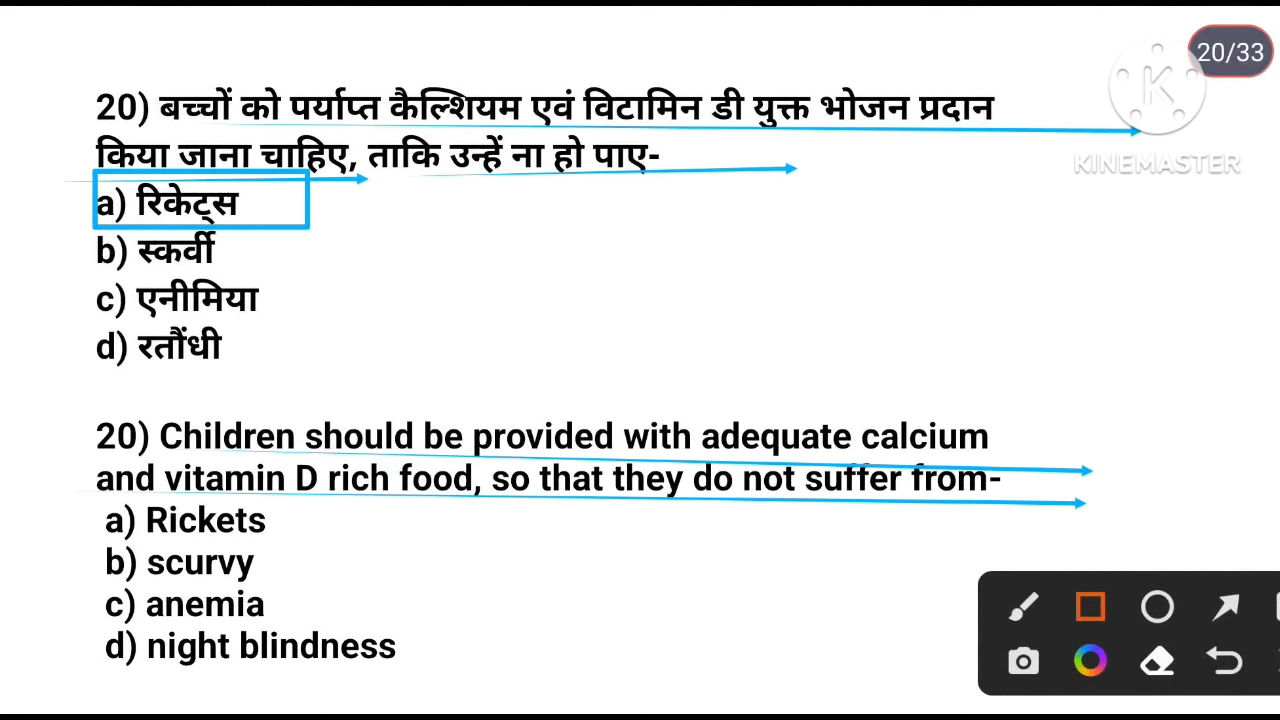 20/33
20) बच्चों को पर्याप्त कैल्शियम एवं विटामिन डी युक्त भोजन प्रदान
किया जाना चाहिए, ताकि उन्हें ना हो पाए-
a) रिकेट्स
b) स्कर्वी
c) एनीमिया
d) रतौंधी
K
KINEMASTER
20) Children should be provided with adequate calcium
and vitamin D rich food, so that they do not suffer from-
a) Rickets
b) scurvy
c) anemia
d) night blindness